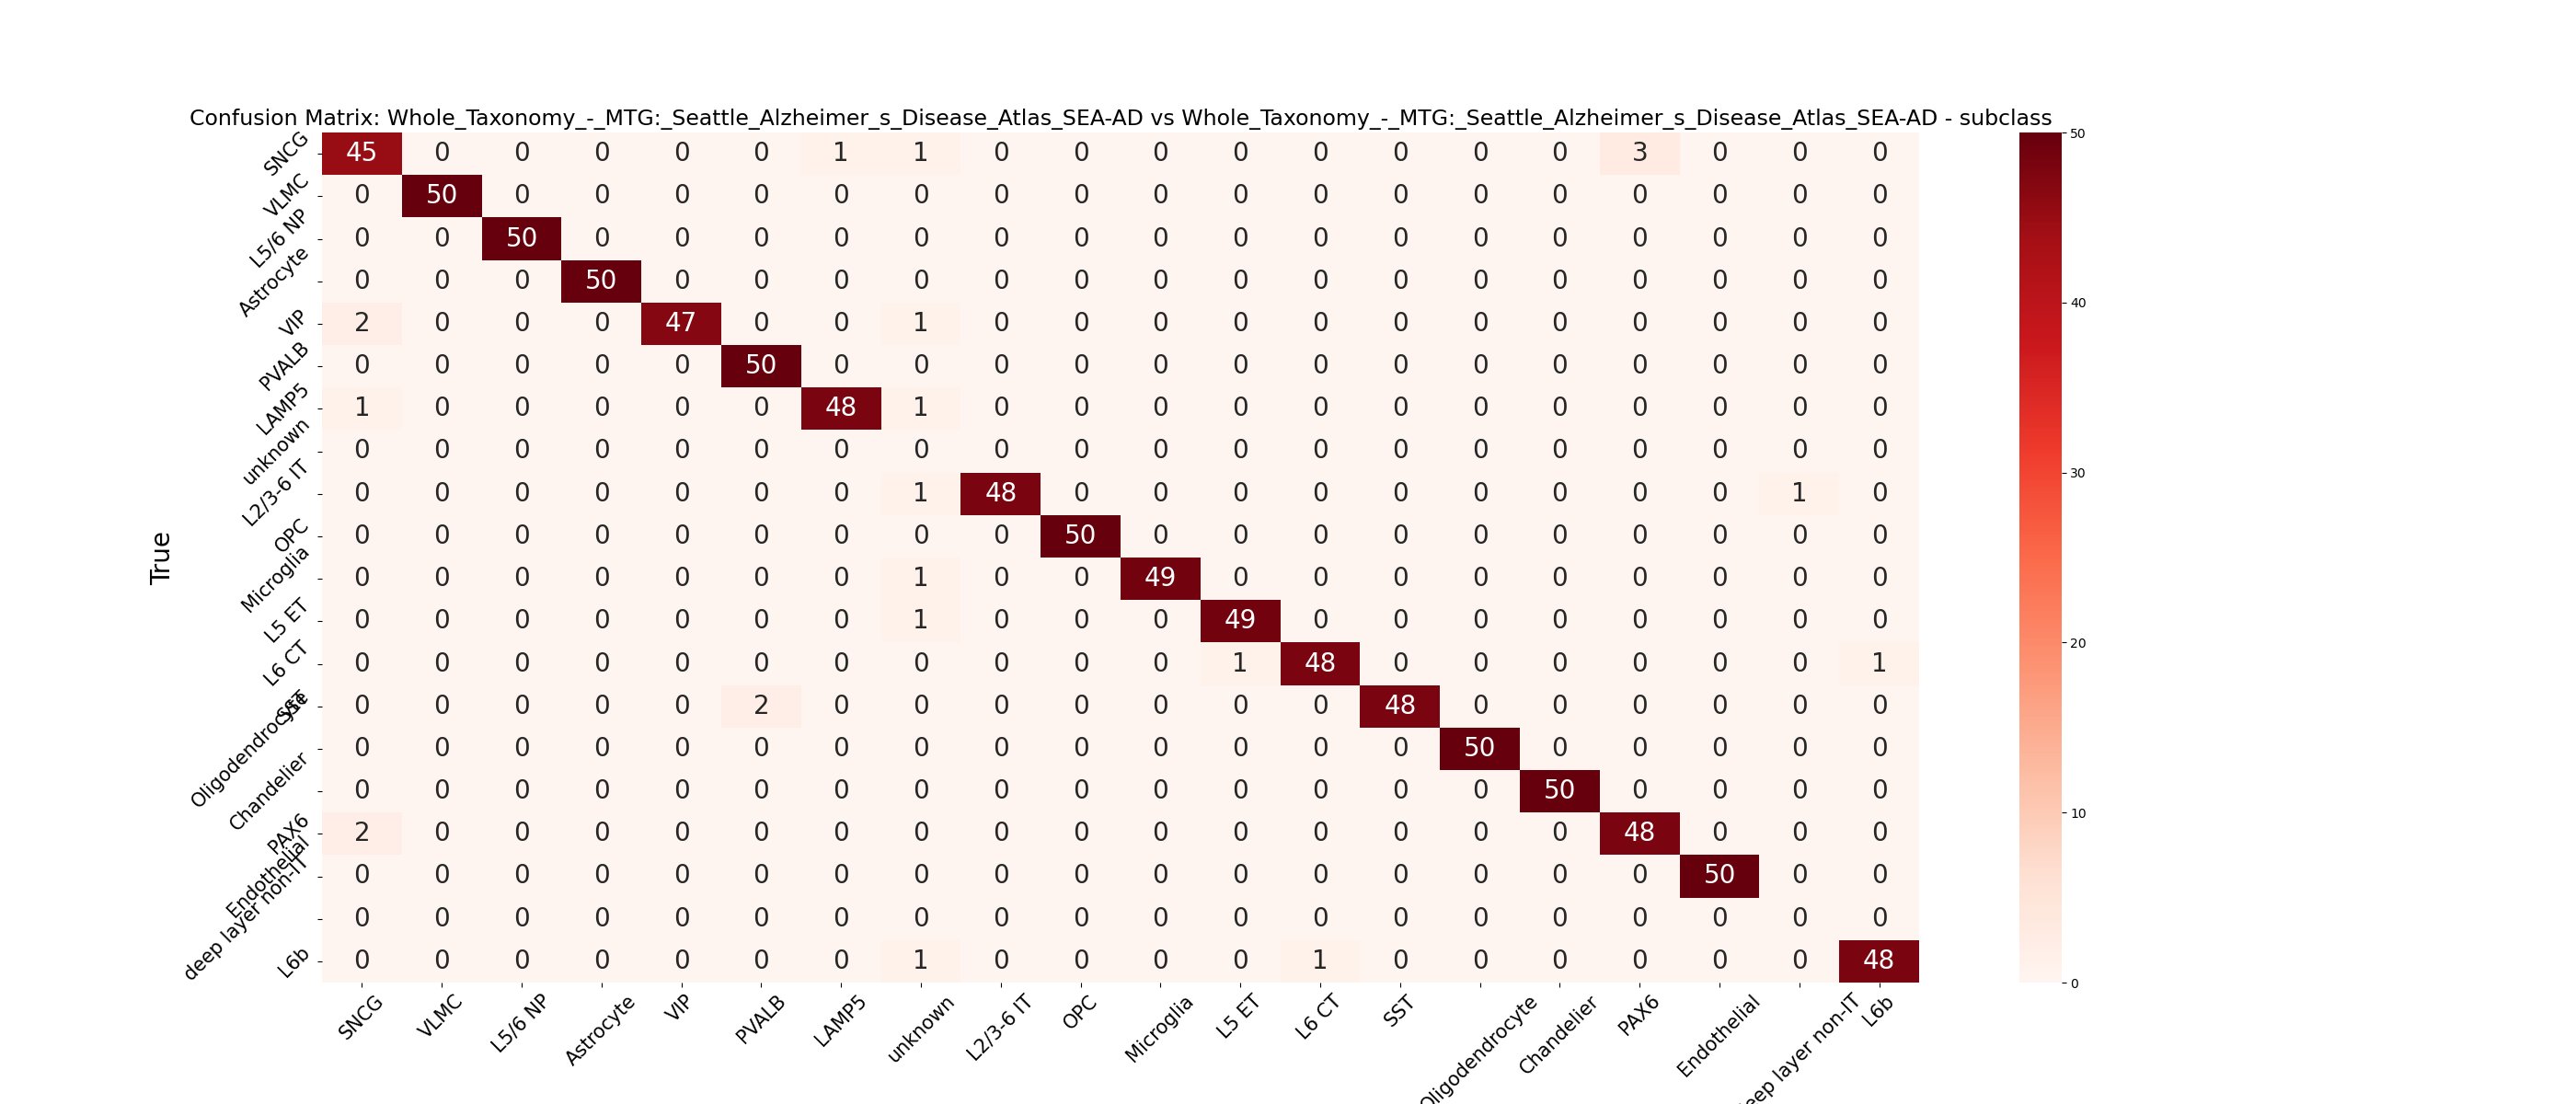 Confusion Matrix: Whole_Taxonomy_-_MTG:_Seattle_Alzheimer_s_Disease_Atlas_SEA-AD vs Whole_Taxonomy_-_MTG:_Seattle_Alzheimer_s_Disease_Atlas_SEA-AD - subclass
SNCG 45 0 0 0 0 0 1 1 0 0 0 0 0 0 0 0 3 0 0 0
VLMC 0 50 0 0 0 0 0 0 0 0 0 0 0 0 0 0 0 0 0 0
L5/6 NP 0 0 50 0 0 0 0 0 0 0 0 0 0 0 0 0 0 0 0 0
Astrocyte 0 0 0 50 0 0 0 0 0 0 0 0 0 0 0 0 0 0 0 0
VIP 2 0 0 0 47 0 0 1 0 0 0 0 0 0 0 0 0 0 0 0
PVALB 0 0 0 0 0 50 0 0 0 0 0 0 0 0 0 0 0 0 0 0
LAMP5 1 0 0 0 0 0 48 1 0 0 0 0 0 0 0 0 0 0 0 0
unknown 0 0 0 0 0 0 0 0 0 0 0 0 0 0 0 0 0 0 0 0
L2/3-6 IT 0 0 0 0 0 0 0 1 48 0 0 0 0 0 0 0 0 0 1 0
OPC 0 0 0 0 0 0 0 0 0 50 0 0 0 0 0 0 0 0 0 0
Microglia 0 0 0 0 0 0 0 1 0 0 49 0 0 0 0 0 0 0 0 0
L5 ET 0 0 0 0 0 0 0 1 0 0 0 49 0 0 0 0 0 0 0 0
L6 CT 0 0 0 0 0 0 0 0 0 0 0 1 48 0 0 0 0 0 0 1
SST 0 0 0 0 0 2 0 0 0 0 0 0 0 48 0 0 0 0 0 0
Oligodendrocyte 0 0 0 0 0 0 0 0 0 0 0 0 0 0 50 0 0 0 0 0
Chandelier 0 0 0 0 0 0 0 0 0 0 0 0 0 0 0 50 0 0 0 0
PAX6 2 0 0 0 0 0 0 0 0 0 0 0 0 0 0 0 48 0 0 0
Endothelial 0 0 0 0 0 0 0 0 0 0 0 0 0 0 0 0 0 50 0 0
deep layer non-IT 0 0 0 0 0 0 0 0 0 0 0 0 0 0 0 0 0 0 0 0
L6b 0 0 0 0 0 0 0 1 0 0 0 0 1 0 0 0 0 0 0 48
True
SNCG VLMC L5/6 NP Astrocyte VIP PVALB LAMP5 unknown L2/3-6 IT OPC Microglia L5 ET L6 CT SST Oligodendrocyte Chandelier PAX6 Endothelial eep layer non-IT L6b
50
40
30
20
10
0